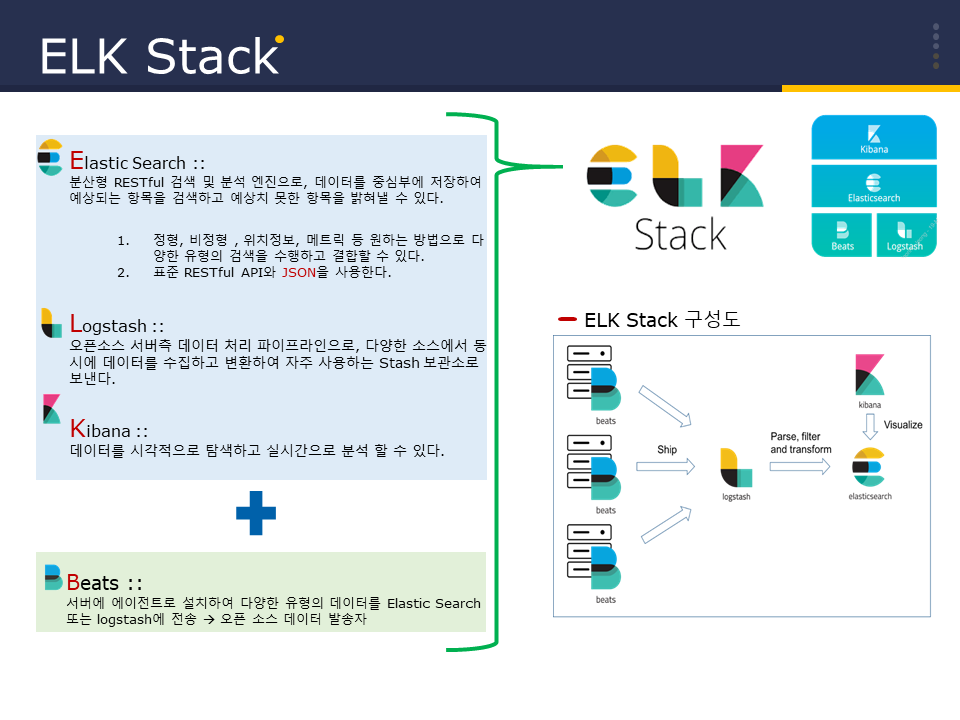 ELK Stack
Elastic Search ::
분산형 RESTful 검색 및 분석 엔진으로, 데이터를 중심부에 저장하여
예상되는 항목을 검색하고 예상치 못한 항목을 밝혀낼 수 있다.
1. 정형, 비정형 , 위치정보, 메트릭 등 원하는 방법으로 다
양한 유형의 검색을 수행하고 결합할 수 있다.
2. 표준 RESTful API와 JSON을 사용한다.
Logstash ::
오픈소스 서버측 데이터 처리 파이프라인으로, 다양한 소스에서 동
시에 데이터를 수집하고 변환하여 자주 사용하는 Stash 보관소로
보낸다.
Kibana ::
데이터를 시각적으로 탐색하고 실시간으로 분석 할 수 있다.
Beats ::
서버에 에이전트로 설치하여 다양한 유형의 데이터를 Elastic Search
또는 logstash에 전송 → 오픈 소스 데이터 발송자
ELK
Stack
Kibana
Elasticsearch
Beats
Logstash
ELK Stack 구성도
beats
beats
beats
Ship
logstash
Parse, filter
and transform
kibana
Visualize
elasticsearch